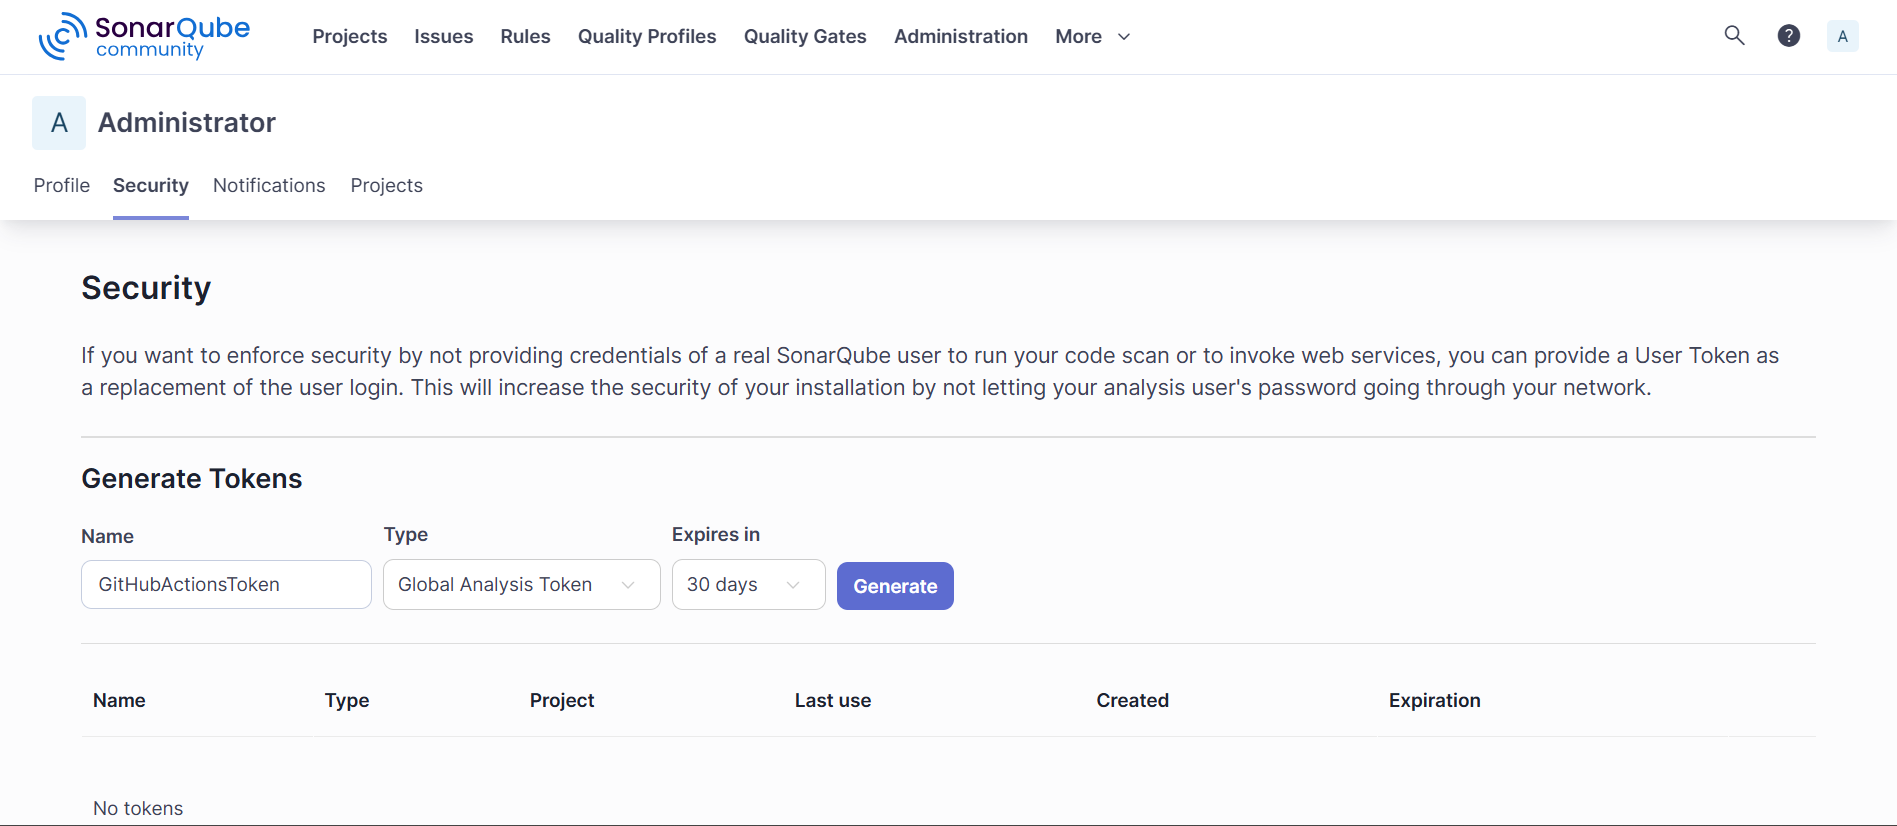 SonarQube
community
Projects Issues Rules Quality Profiles Quality Gates Administration More ? A
A Administrator
Profile Security Notifications Projects
Security
If you want to enforce security by not providing credentials of a real SonarQube user to run your code scan or to invoke web services, you can provide a User Token as
a replacement of the user login. This will increase the security of your installation by not letting your analysis user's password going through your network.
Generate Tokens
Name Type Expires in
GitHubActionsToken Global Analysis Token 30 days Generate
Name Type Project Last use Created Expiration
No tokens